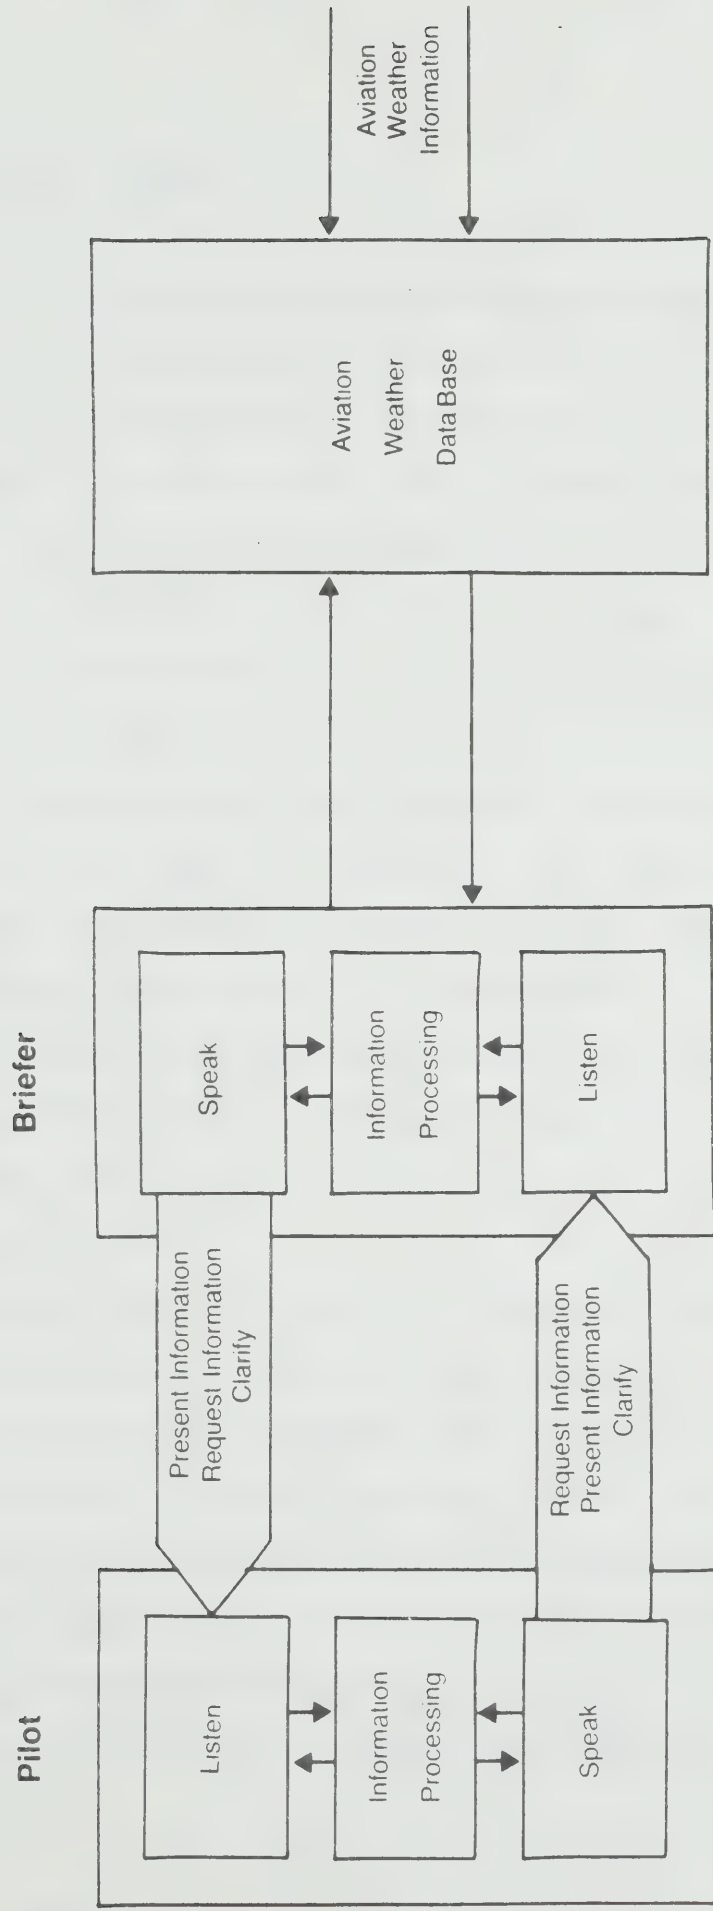 Pilot
Briefer
Listen
Information
Processing
Speak
Present Information
Request Information
Clarify
Request Information
Present Information
Clarify
Speak
Information
Processing
Listen
Aviation
Weather
Data Base
Aviation
Weather
Information